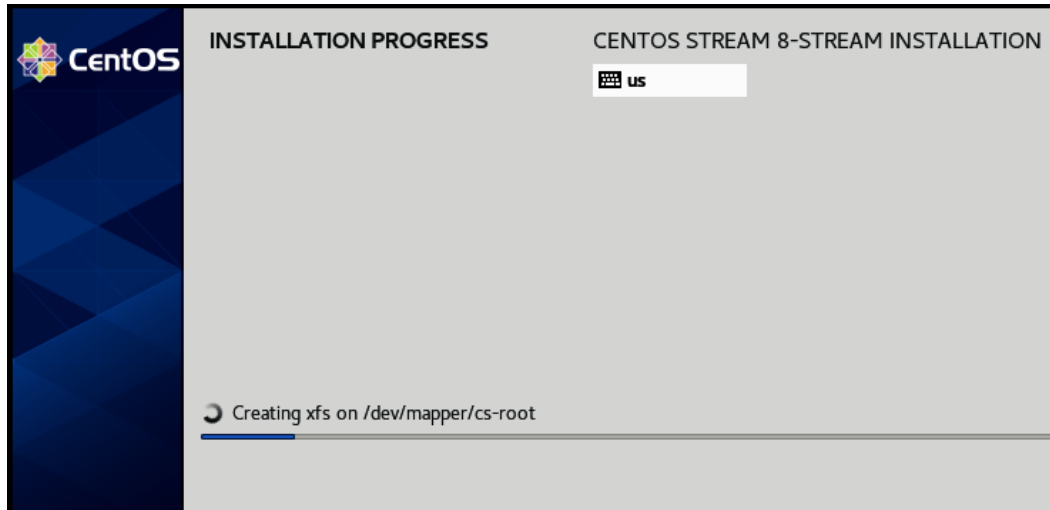 CentOS
INSTALLATION PROGRESS
CENTOS STREAM 8-STREAM INSTALLATION
us
Creating xfs on /dev/mapper/cs-root